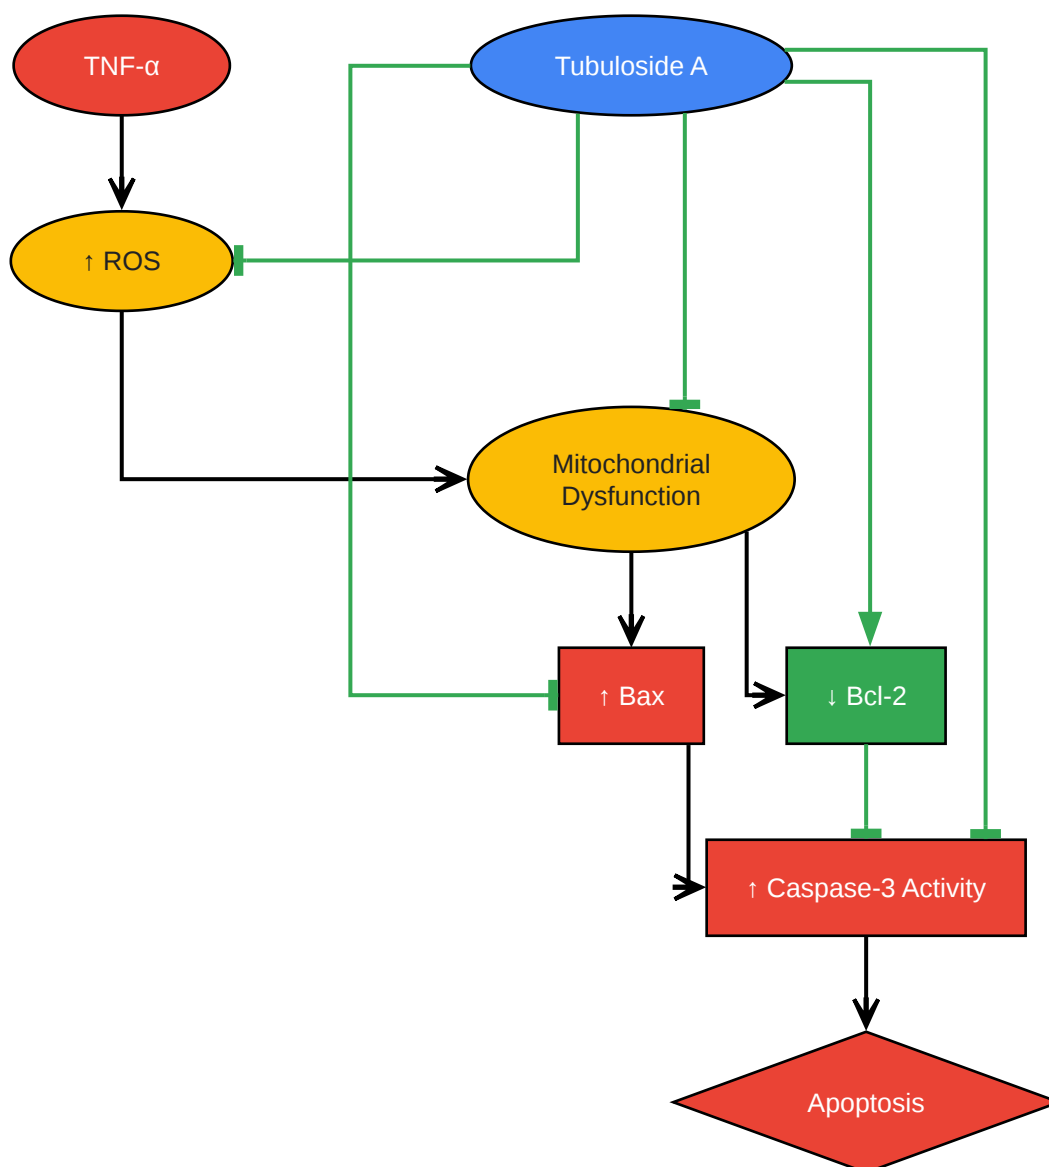 TNF-α
Tubuloside A
↑ ROS
Mitochondrial
Dysfunction
↑ Bax
↓ Bcl-2
↑ Caspase-3 Activity
Apoptosis